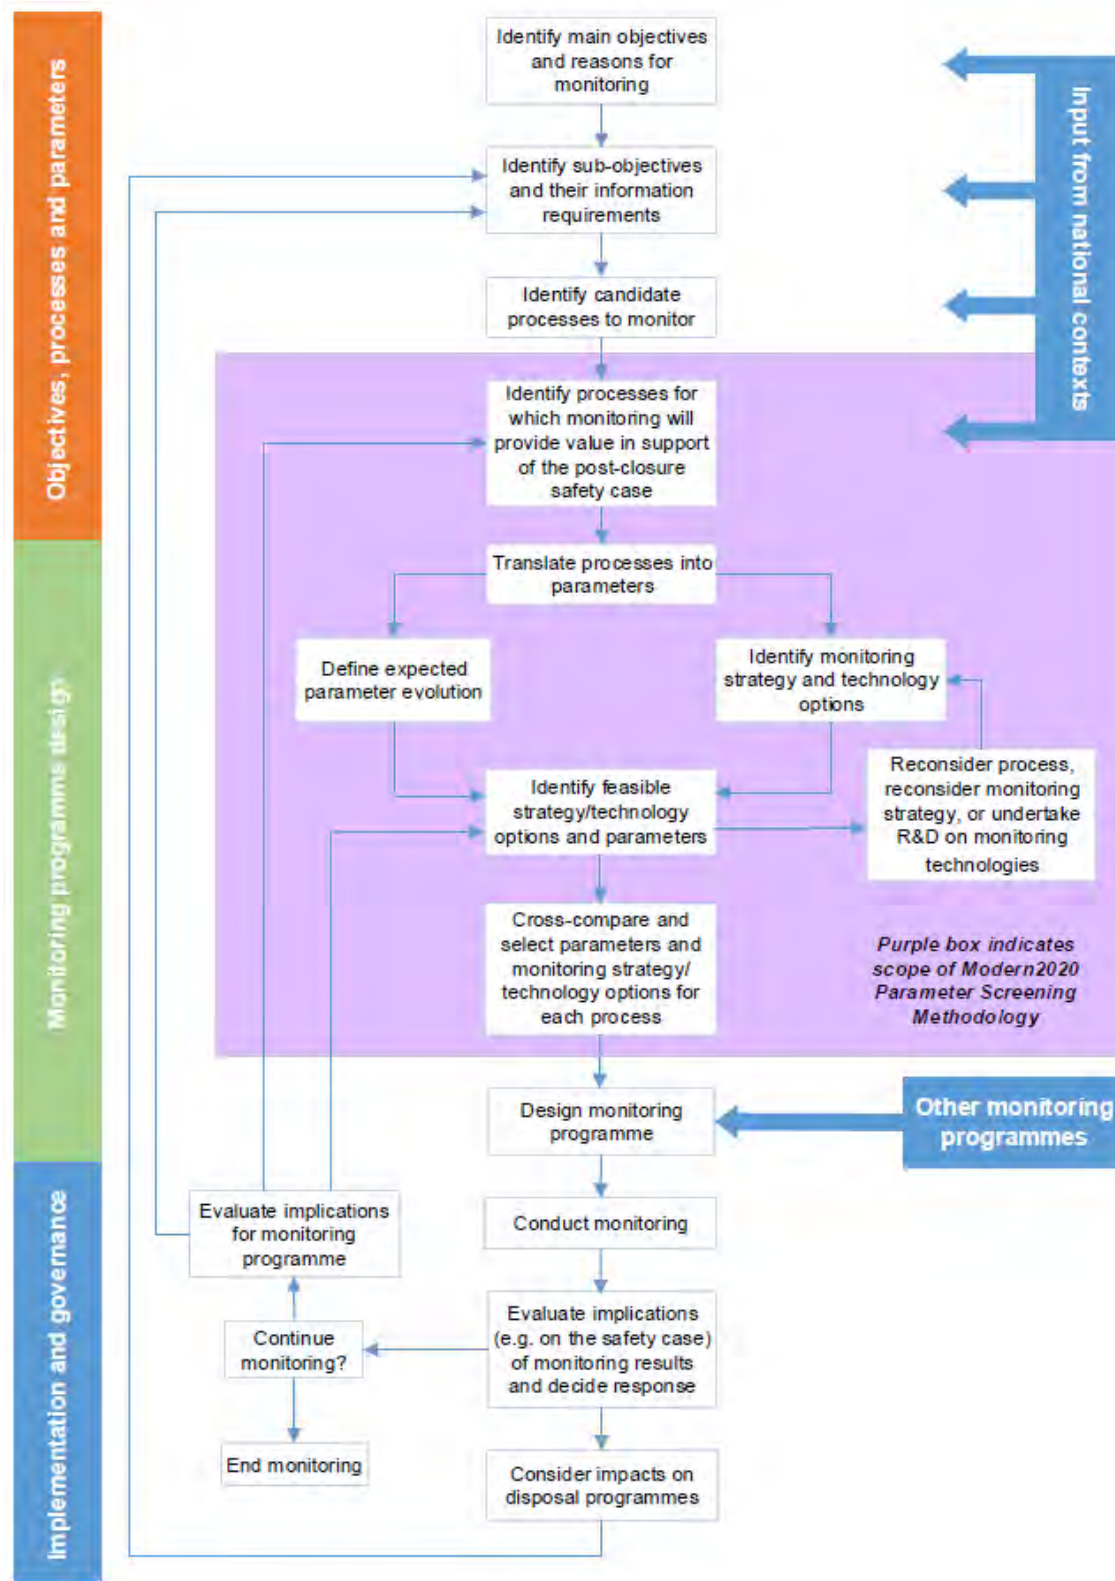 Objectives, processes and parameters
Monitoring programme design
Implementation and governance
Identify main objectives
and reasons for
monitoring
Identify sub-objectives
and their information
requirements
Identify candidate
processes to monitor
Input from national contexts
Identify processes for
which monitoring will
provide value in support
of the post-closure
safety case
Translate processes into
parameters
Define expected
parameter evolution
Identify monitoring
strategy and technology
options
Identify feasible
strategy/technology
options and parameters
Reconsider process,
reconsider monitoring
strategy, or undertake
R&D on monitoring
technologies
Cross-compare and
select parameters and
monitoring strategy/
technology options for
each process
Purple box indicates
scope of Modern2020
Parameter Screening
Methodology
Design monitoring
programme
Other monitoring
programmes
Conduct monitoring
Evaluate implications
for monitoring
programme
Evaluate implications
(e.g. on the safety case)
of monitoring results
and decide response
Continue
monitoring?
End monitoring
Consider impacts on
disposal programmes